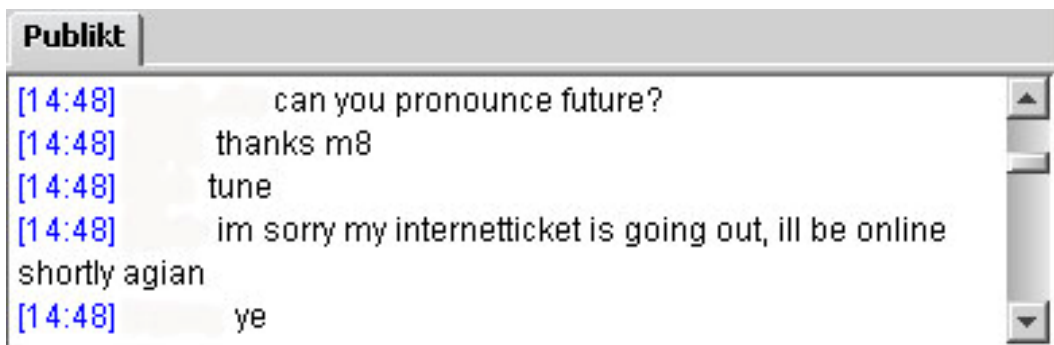 Publikt
[14:48] can you pronounce future?
[14:48] thanks m8
[14:48] tune
[14:48] im sorry my internetticket is going out, ill be online
shortly agian
[14:48] ye